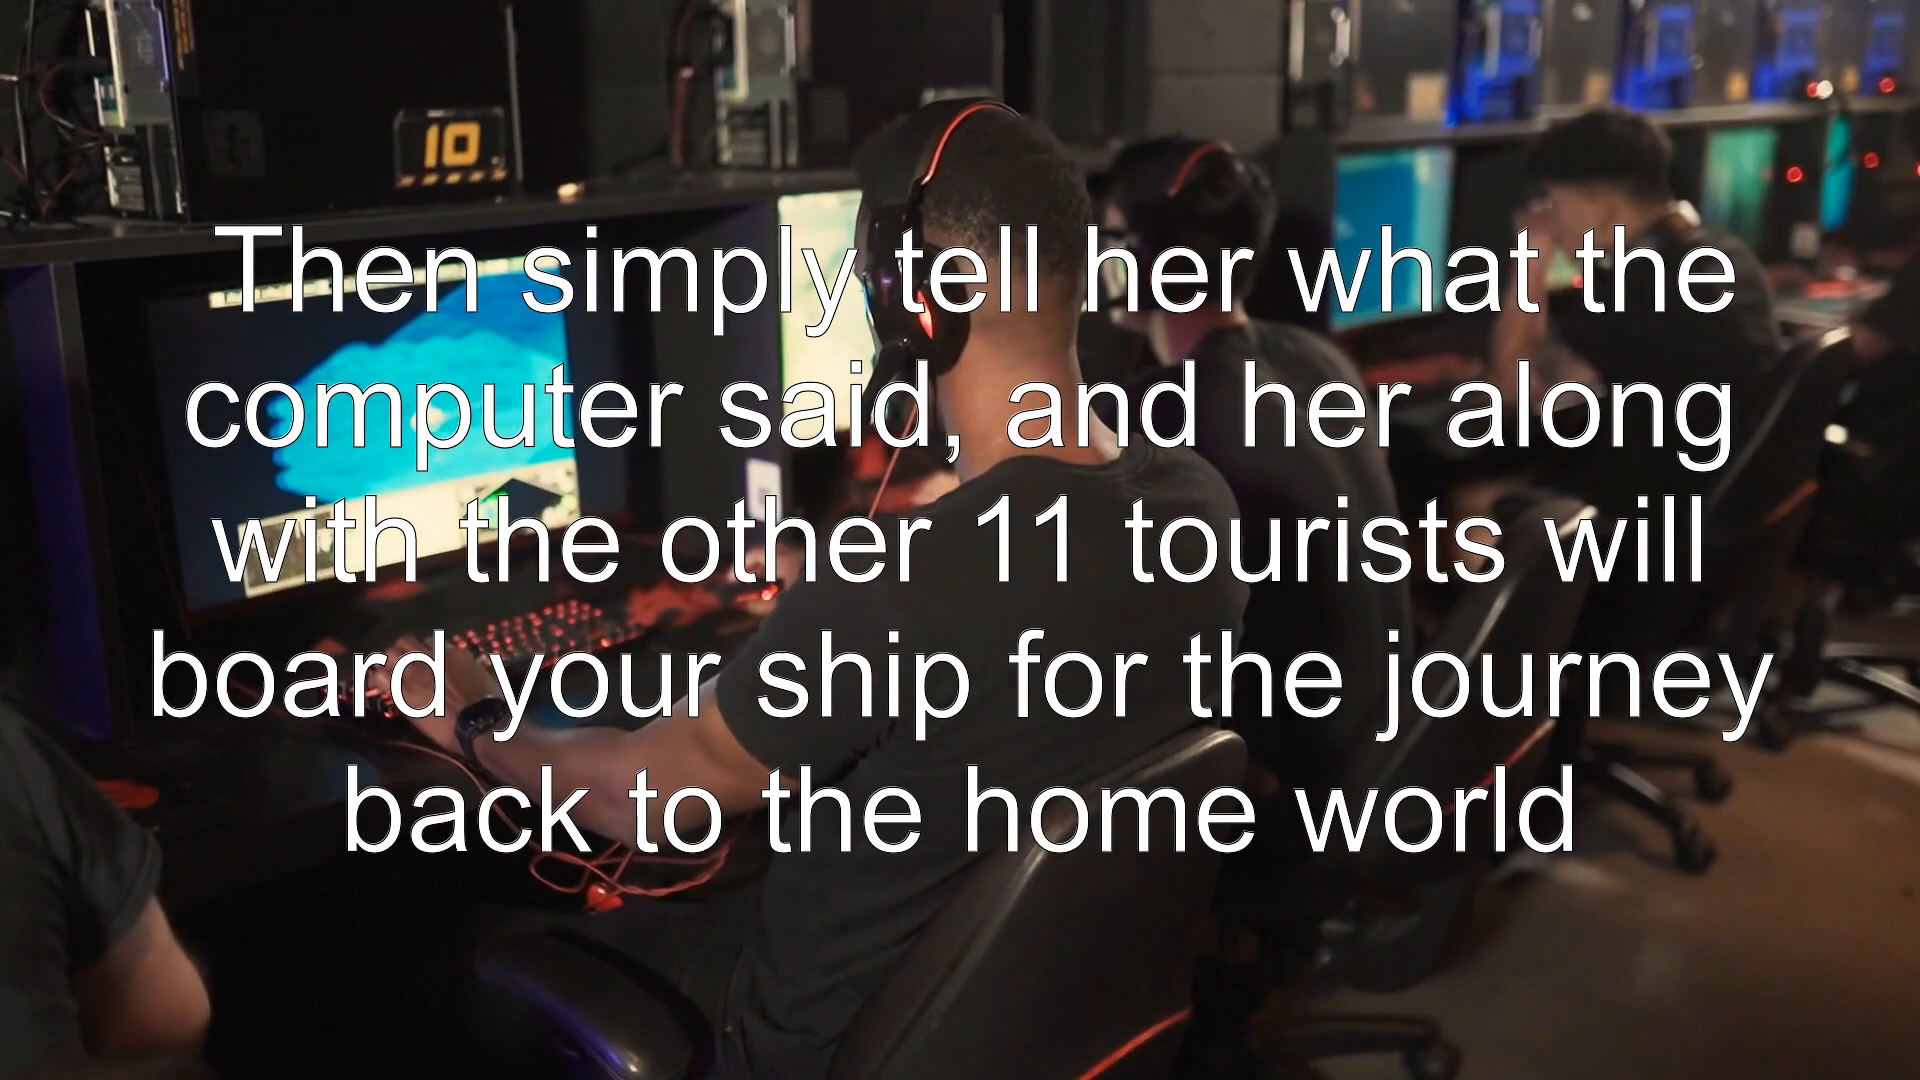 10
Then simply tell her what the
computer said, and her along
with the other 11 tourists will
board your ship for the journey
back to the home world